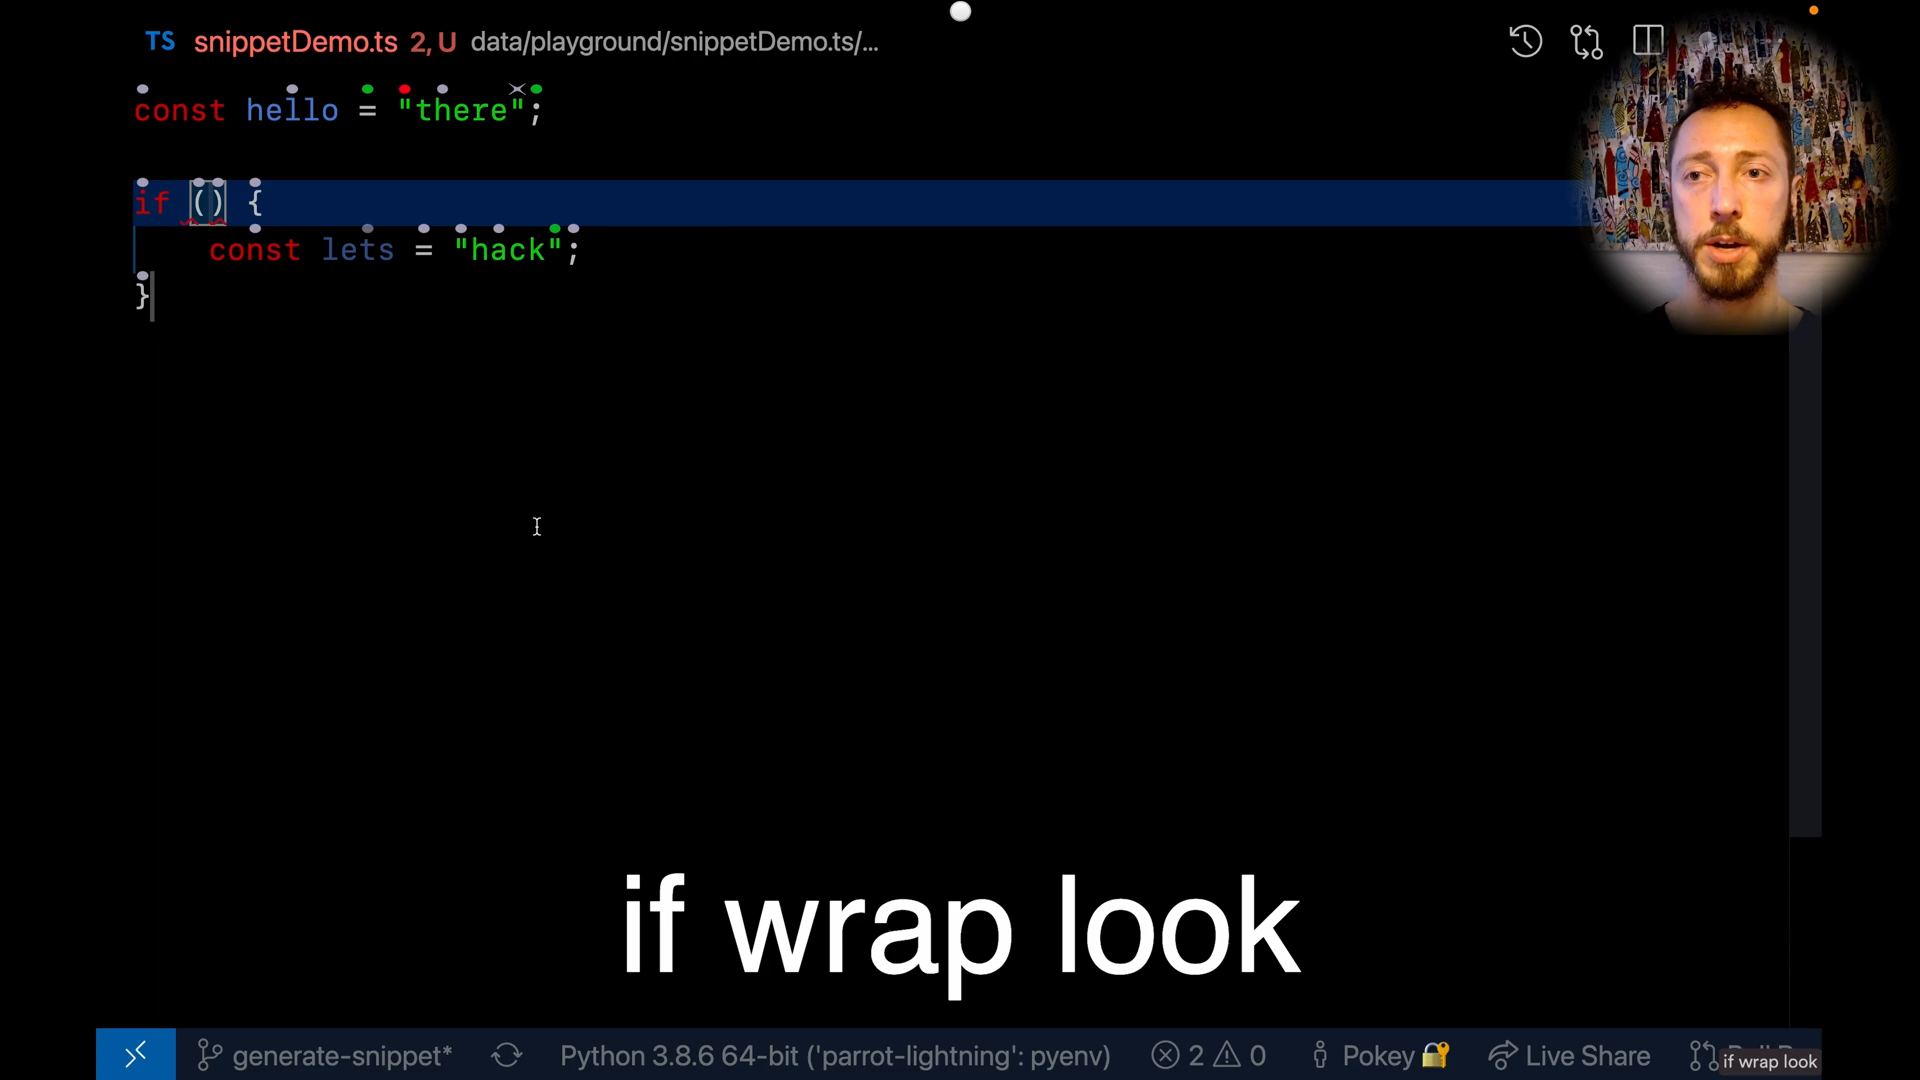 TS snippetDemo.ts 2, U data/playground/snippetDemo.ts/...
const hello = "there";
if () {
const lets = "hack";
}
if wrap look
generate-snippet* Python 3.8.6 64-bit ('parrot-lightning': pyenv) 2 0 Pokey Live Share
if wrap look